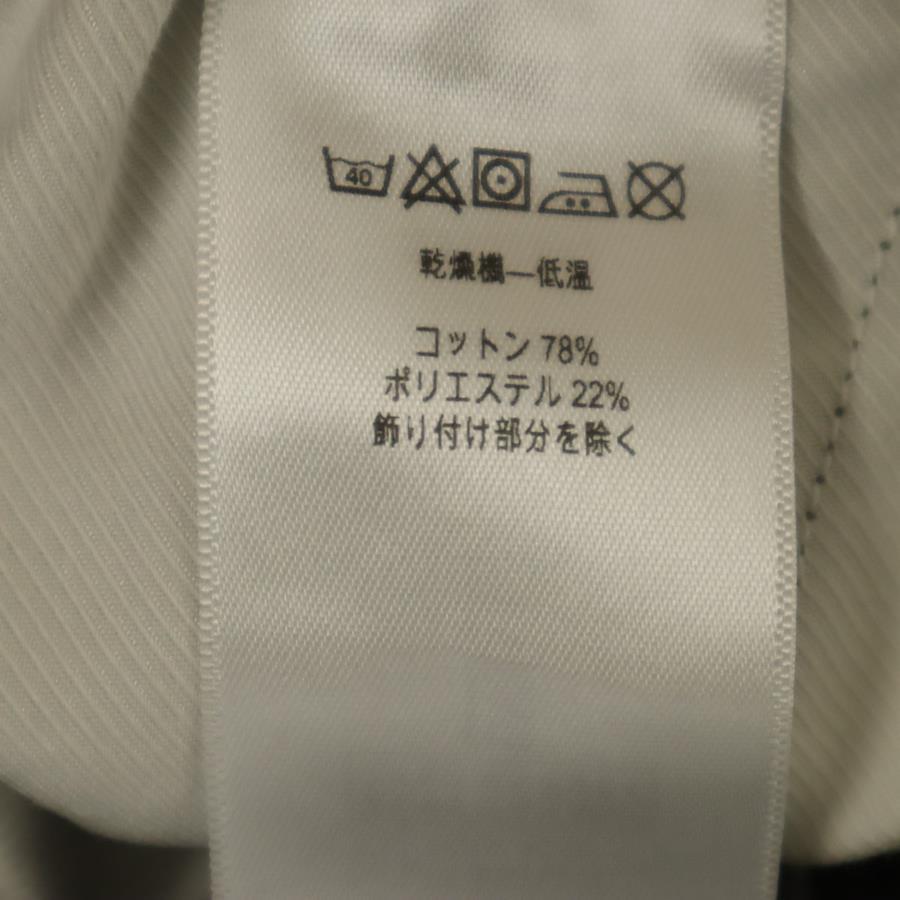 40
乾燥機—低温
コットン 78%
ポリエステル 22%
飾り付け部分を除く